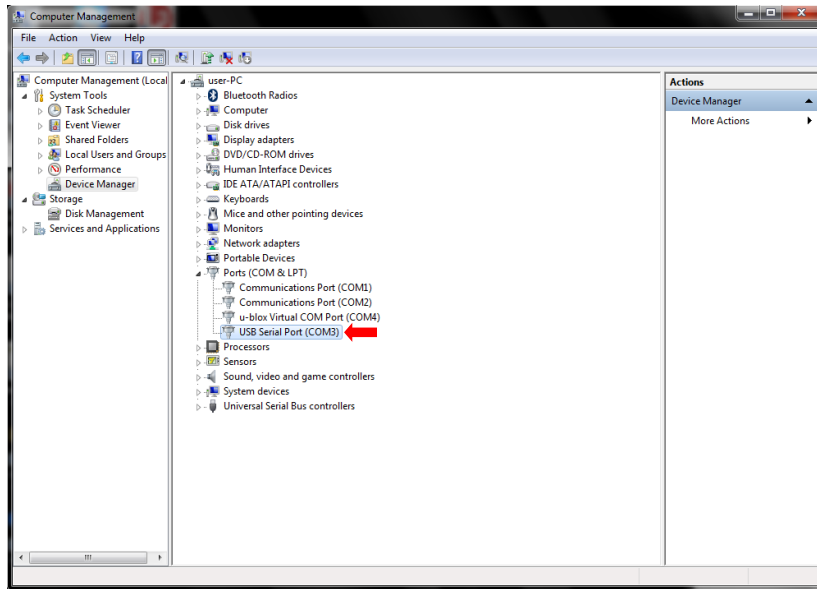 Computer Management
File Action View Help
Computer Management (Local
System Tools
Task Scheduler
Event Viewer
Shared Folders
Local Users and Groups
Performance
Device Manager
Storage
Disk Management
Services and Applications
user-PC
Bluetooth Radios
Computer
Disk drives
Display adapters
DVD/CD-ROM drives
Human Interface Devices
IDE ATA/ATAPI controllers
Keyboards
Mice and other pointing devices
Monitors
Network adapters
Portable Devices
Ports (COM & LPT)
Communications Port (COM1)
Communications Port (COM2)
u-blox Virtual COM Port (COM4)
USB Serial Port (COM3)
Processors
Sensors
Sound, video and game controllers
System devices
Universal Serial Bus controllers
Actions
Device Manager
More Actions